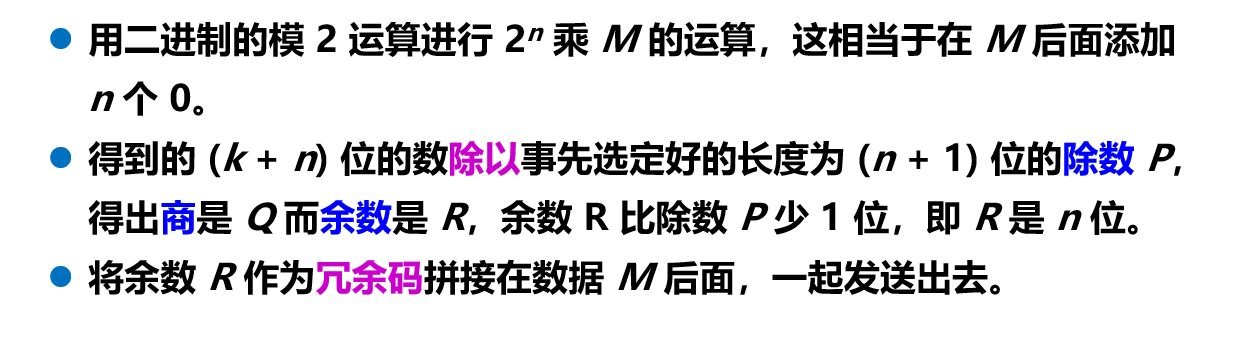 ● 用二进制的模 2 运算进行 2ⁿ 乘 M 的运算，这相当于在 M 后面添加
n 个 0。
● 得到的 (k + n) 位的数除以事先选定好的长度为 (n + 1) 位的除数 P，
得出商是 Q 而余数是 R，余数 R 比除数 P 少 1 位，即 R 是 n 位。
● 将余数 R 作为冗余码拼接在数据 M 后面，一起发送出去。